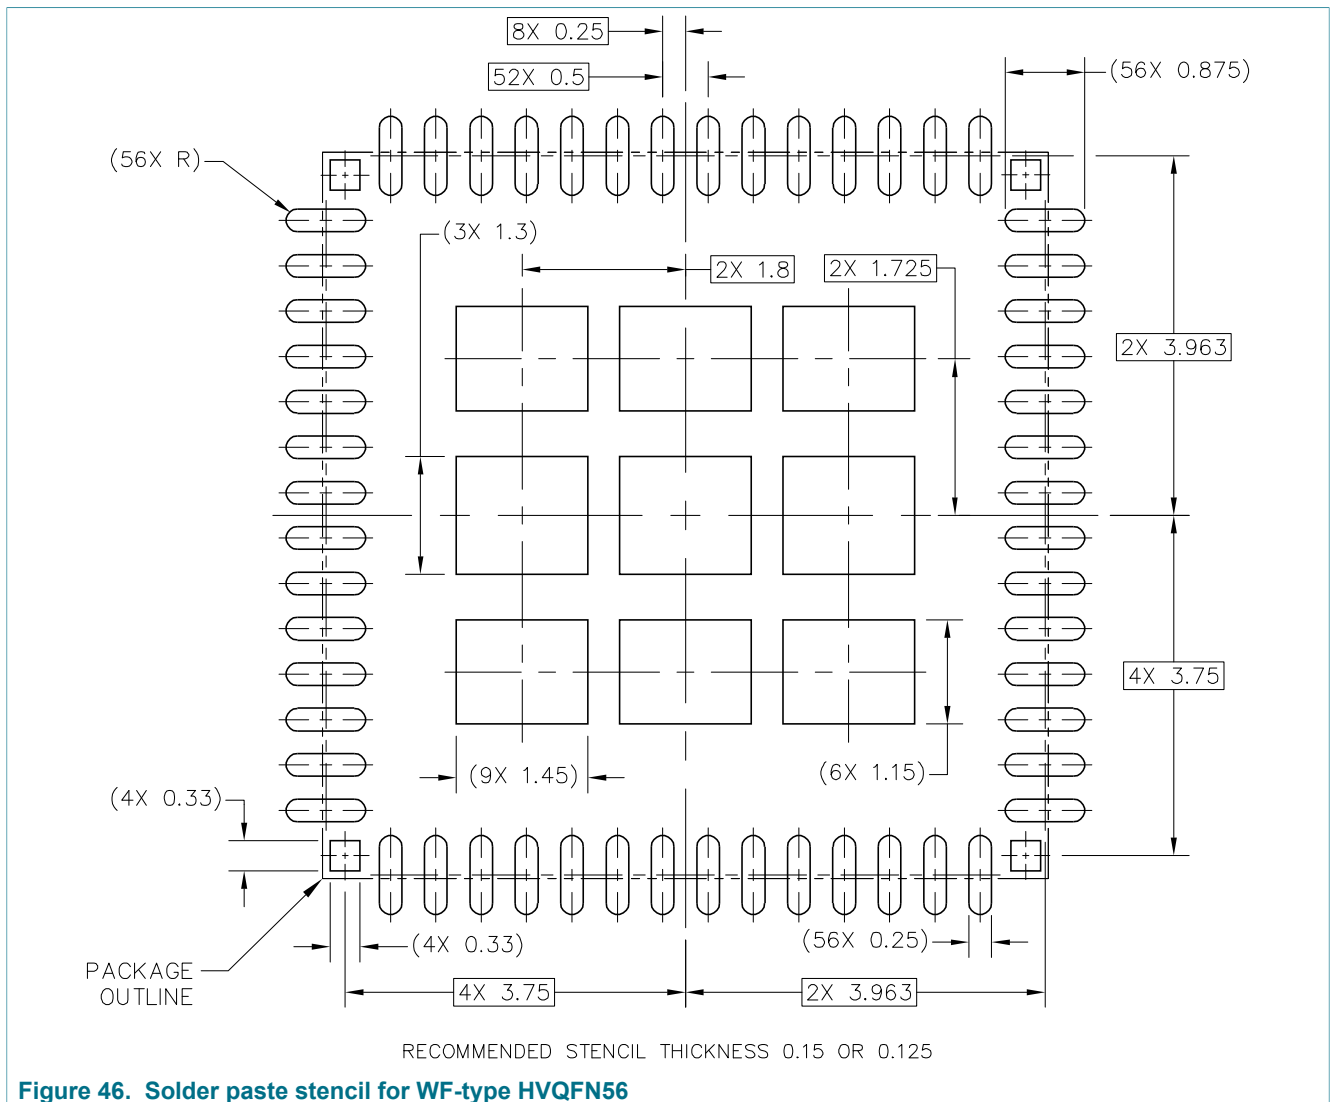 8X 0.25
52X 0.5
(56X 0.875)
(56X R)
(3X 1.3)
2X 1.8
2X 1.725
2X 3.963
4X 3.75
(9X 1.45)
(6X 1.15)
(4X 0.33)
(4X 0.33)
(56X 0.25)
PACKAGE
OUTLINE
4X 3.75
2X 3.963
RECOMMENDED STENCIL THICKNESS 0.15 OR 0.125
Figure 46. Solder paste stencil for WF-type HVQFN56